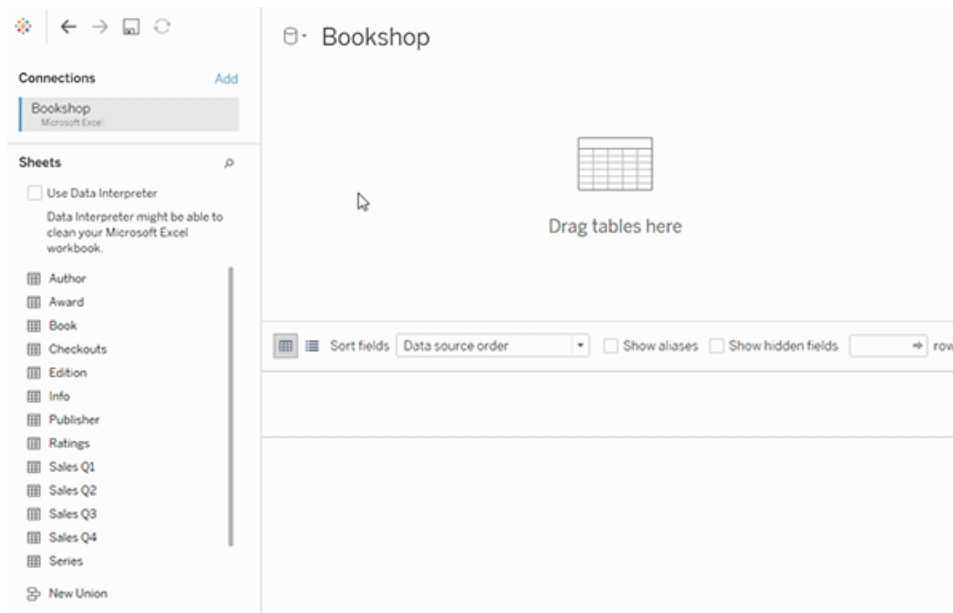 Bookshop
Connections
Add
Bookshop
Microsoft Excel
Sheets
Use Data Interpreter
Data Interpreter might be able to
clean your Microsoft Excel
workbook.
Author
Award
Book
Checkouts
Edition
Info
Publisher
Ratings
Sales Q1
Sales Q2
Sales Q3
Sales Q4
Series
New Union
Drag tables here
Sort fields Data source order Show aliases Show hidden fields row